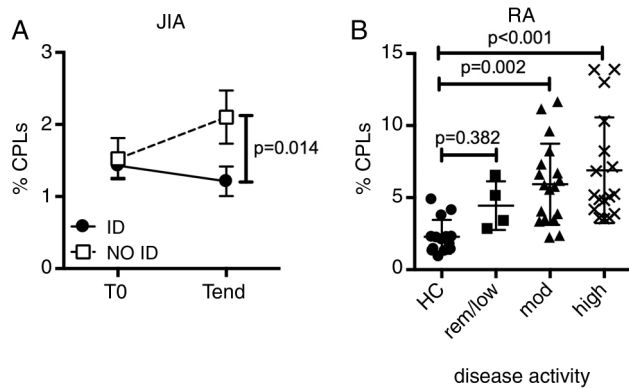 A
JIA
% CPLs
3
2
1
0
p=0.014
ID
NO ID
T0
Tend
B
RA
% CPLs
15
10
5
0
p<0.001
p=0.002
p=0.382
HC
rem/low
mod
high
disease activity